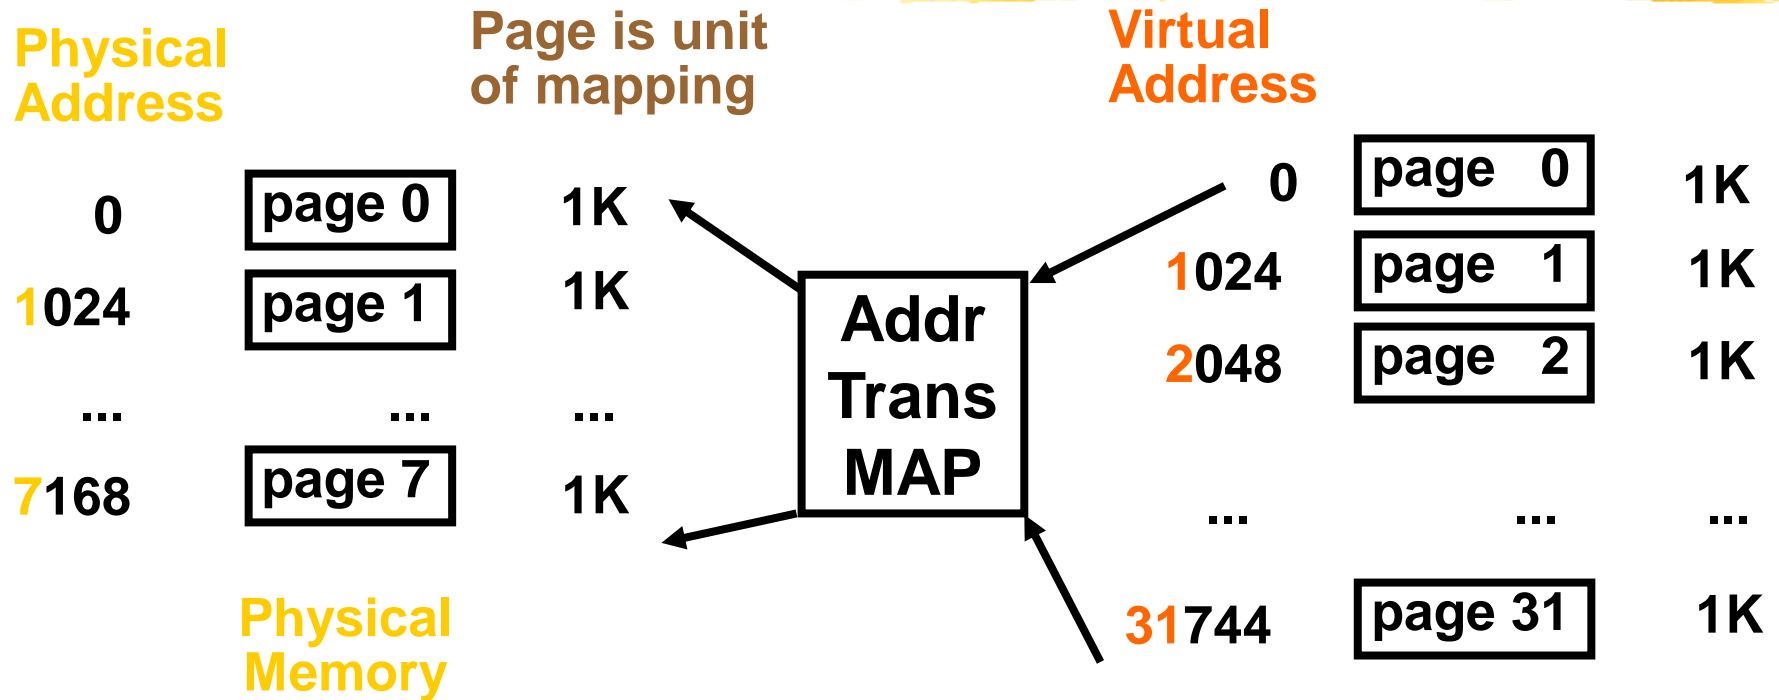 Physical
Address
Page is unit
of mapping
Virtual
Address
0 page 0 1K
1024 page 1 1K
... ... ...
7168 page 7 1K
Physical
Memory
Addr
Trans
MAP
0 page 0 1K
1024 page 1 1K
2048 page 2 1K
... ... ...
31744 page 31 1K